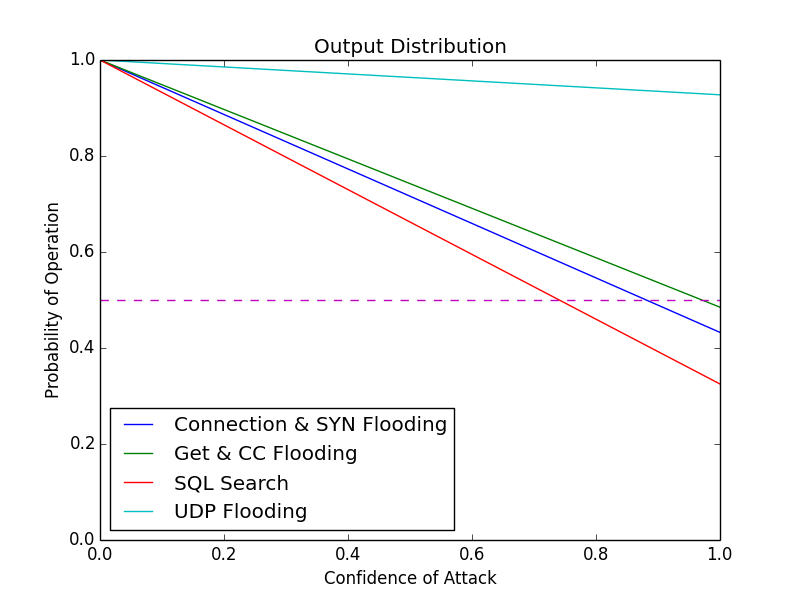 Output Distribution
1.0
0.8
0.6
0.4
0.2
0.0
Probability of Operation
Connection & SYN Flooding
Get & CC Flooding
SQL Search
UDP Flooding
0.0 0.2 0.4 0.6 0.8 1.0
Confidence of Attack